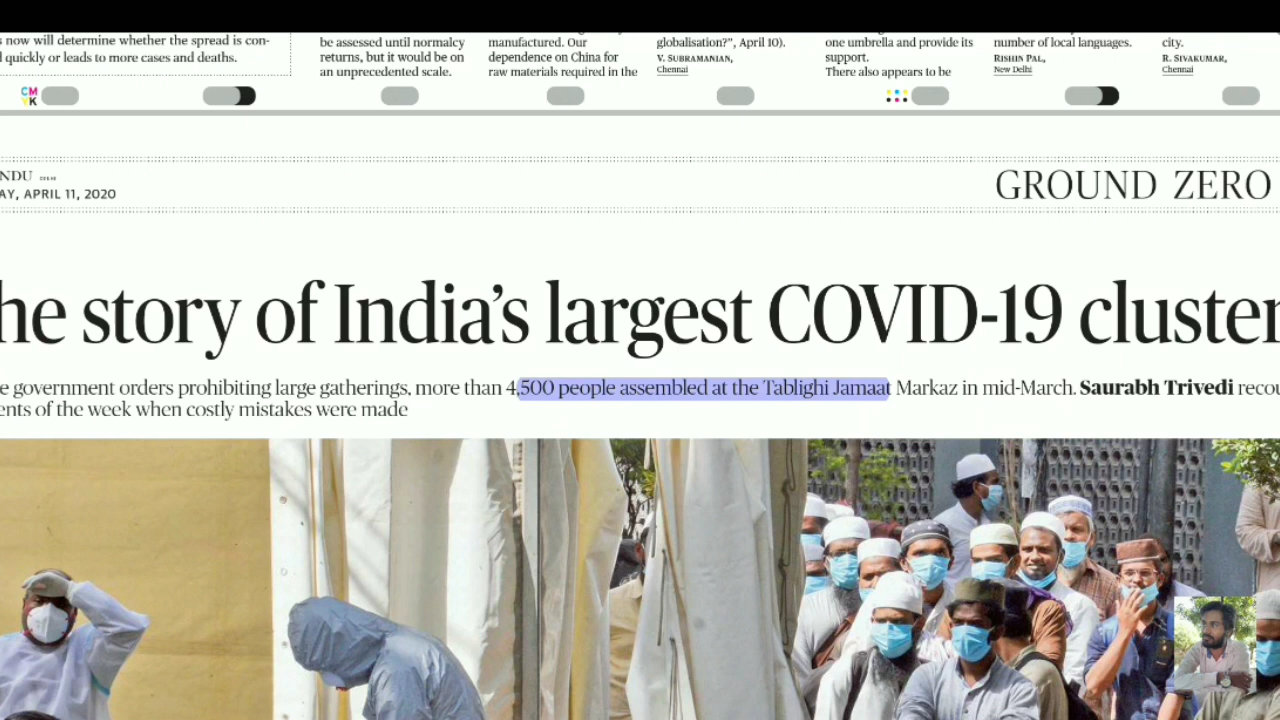 s now will determine whether the spread is con-
quickly or leads to more cases and deaths.
be assessed until normalcy
returns, but it would be on
an unprecedented scale.
manufactured. Our
dependence on China for
raw materials required in the
globalisation?", April 10).
V. SUBRAMANIAN,
Chennai
one umbrella and provide its
support.
There also appears to be
number of local languages.
RISHIN PAL,
New Delhi
city.
R. SIVAKUMAR,
Chennai
CM
YK
NDU
AY, APRIL 11, 2020
GROUND ZERO
he story of India's largest COVID-19 cluster
e government orders prohibiting large gatherings, more than 4,500 people assembled at the Tablighi Jamaat Markaz in mid-March. Saurabh Trivedi recou
ents of the week when costly mistakes were made